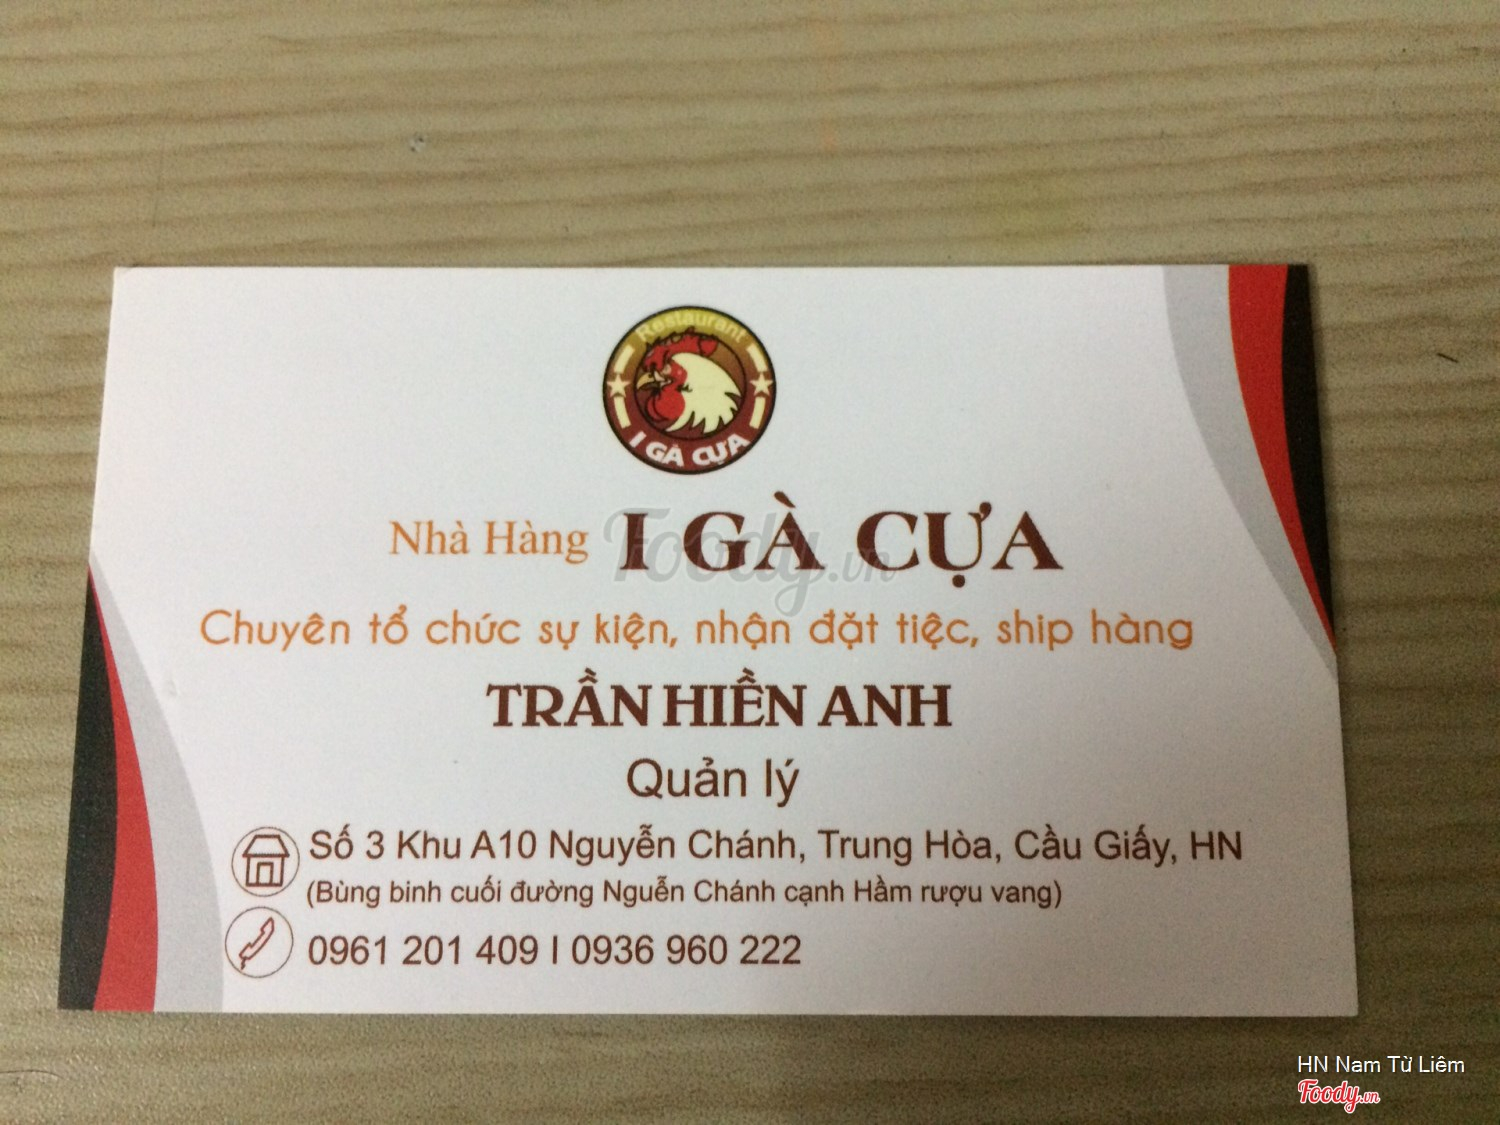 Restaurant
I GÀ CỰA
Nhà Hàng I GÀ CỰA
Foody.vn
Chuyên tổ chức sự kiện, nhận đặt tiệc, ship hàng
TRẦN HIỀN ANH
Quản lý
Số 3 Khu A10 Nguyễn Chánh, Trung Hòa, Cầu Giấy, HN
(Bùng binh cuối đường Nguễn Chánh cạnh Hầm rượu vang)
0961 201 409 I 0936 960 222
HN Nam Từ Liêm
Foody.vn